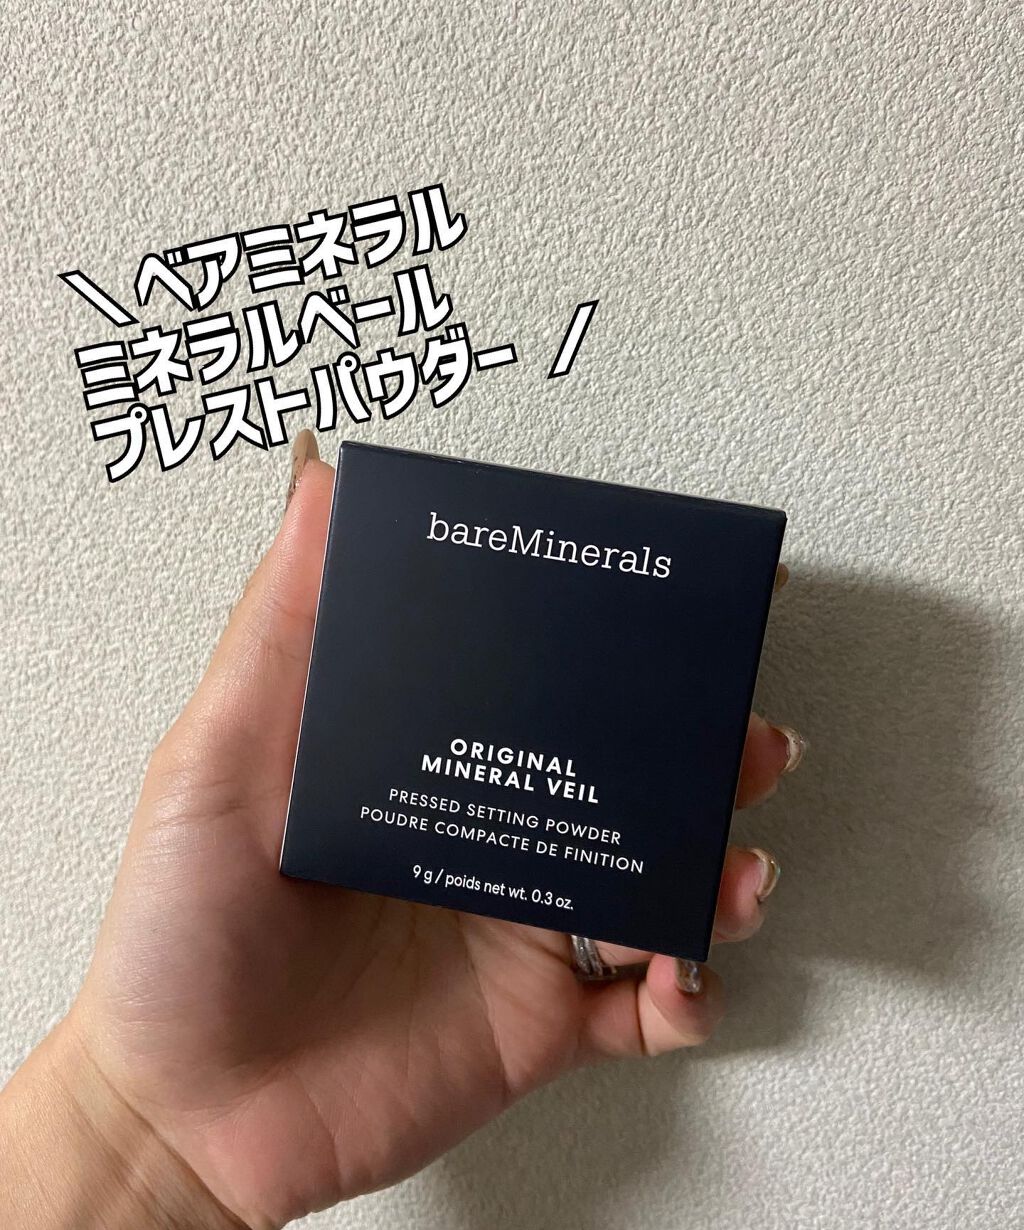 \ ベアミネラル
ミネラルベール
プレストパウダー /
bareMinerals
ORIGINAL
MINERAL VEIL
PRESSED SETTING POWDER
POUDRE COMPACTE DE FINITION
9 g / poids net wt. 0.3 oz.